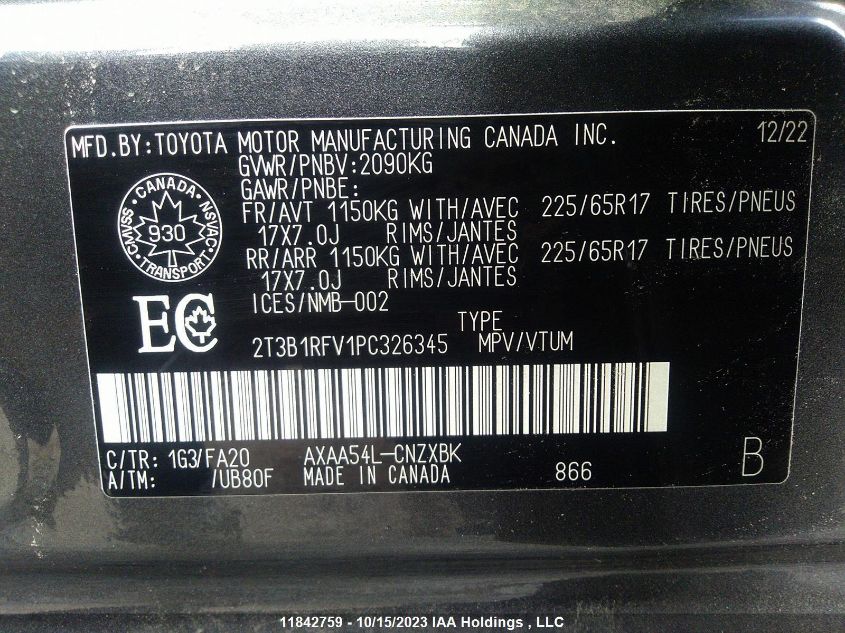 MFD.BY:TOYOTA MOTOR MANUFACTURING CANADA INC. 12/22
GVWR/PNBV:2090KG
GAWR/PNBE:
FR/AVT 1150KG WITH/AVEC 225/65R17 TIRES/PNEUS
17X7.0J RIMS/JANTES
RR/ARR 1150KG WITH/AVEC 225/65R17 TIRES/PNEUS
17X7.0J RIMS/JANTES
CANADA
CMVSS NSVAC
930
TRANSPORT
ICES/NMB-002
EC
TYPE
2T3B1RFV1PC326345 MPV/VTUM
C/TR: 1G3/FA20 AXAA54L-CNZXBK
A/TM: /UB80F MADE IN CANADA 866 B
11842759 - 10/15/2023 IAA Holdings , LLC